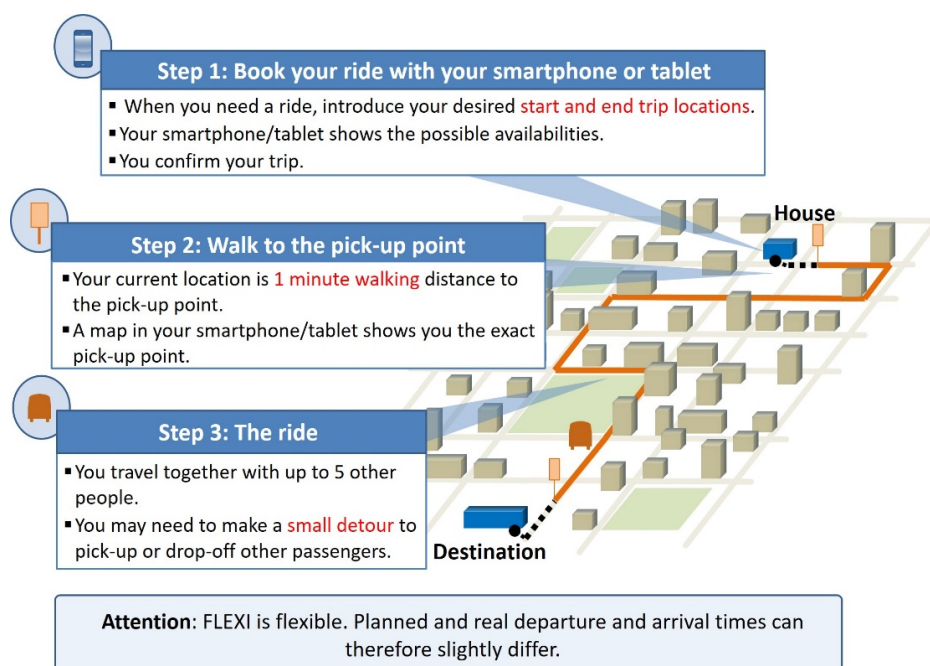 Step 1: Book your ride with your smartphone or tablet
▪ When you need a ride, introduce your desired start and end trip locations.
▪ Your smartphone/tablet shows the possible availabilities.
▪ You confirm your trip.
House
Step 2: Walk to the pick-up point
▪ Your current location is 1 minute walking distance to
the pick-up point.
▪ A map in your smartphone/tablet shows you the exact
pick-up point.
Step 3: The ride
▪ You travel together with up to 5 other
people.
▪ You may need to make a small detour to
pick-up or drop-off other passengers.
Destination
Attention: FLEXI is flexible. Planned and real departure and arrival times can
therefore slightly differ.